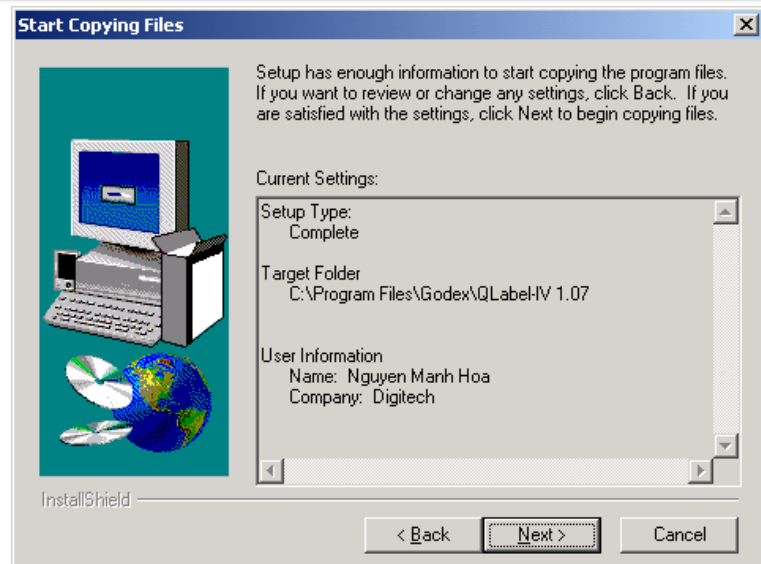 Start Copying Files
Setup has enough information to start copying the program files.
If you want to review or change any settings, click Back.  If you
are satisfied with the settings, click Next to begin copying files.
Current Settings:
Setup Type:
Complete
Target Folder
C:\Program Files\Godex\QLabel-IV 1.07
User Information
Name:  Nguyen Manh Hoa
Company:  Digitech
InstallShield
< Back
Next >
Cancel